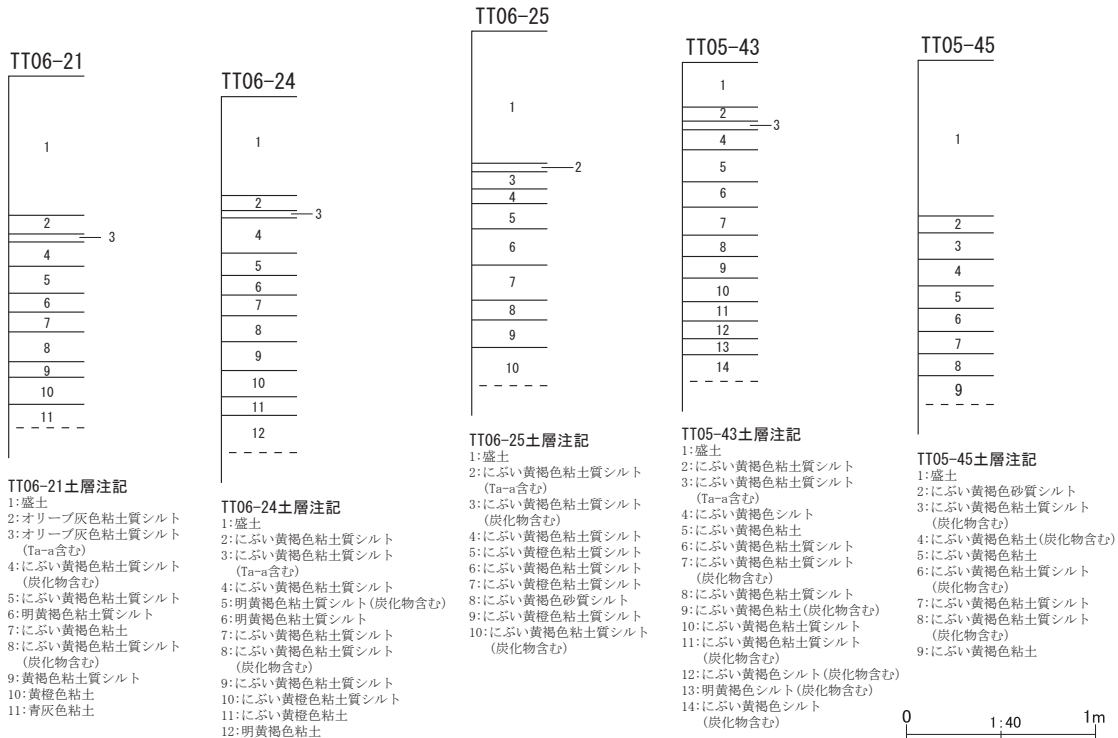 TT06-21
1
2
3
4
5
6
7
8
9
10
11
TT06-21土層注記
1:盛土
2:オリーブ灰色粘土質シルト
3:オリーブ灰色粘土質シルト
(Ta-a含む)
4:にぶい黄褐色粘土質シルト
(炭化物含む)
5:にぶい黄褐色粘土質シルト
6:明黄褐色粘土質シルト
7:にぶい黄褐色粘土
8:にぶい黄褐色粘土質シルト
(炭化物含む)
9:黄褐色粘土質シルト
10:黄橙色粘土
11:青灰色粘土
TT06-24
1
2
3
4
5
6
7
8
9
10
11
12
TT06-24土層注記
1:盛土
2:にぶい黄褐色粘土質シルト
3:にぶい黄褐色粘土質シルト
(Ta-a含む)
4:にぶい黄褐色粘土質シルト
5:明黄褐色粘土質シルト(炭化物含む)
6:明黄褐色粘土質シルト
7:にぶい黄褐色粘土質シルト
8:にぶい黄褐色粘土質シルト
(炭化物含む)
9:にぶい黄褐色粘土質シルト
10:にぶい黄橙色粘土質シルト
11:にぶい黄橙色粘土
12:明黄褐色粘土
TT06-25
1
2
3
4
5
6
7
8
9
10
TT06-25土層注記
1:盛土
2:にぶい黄褐色粘土質シルト
(Ta-a含む)
3:にぶい黄褐色粘土質シルト
(炭化物含む)
4:にぶい黄褐色粘土質シルト
5:にぶい黄橙色粘土質シルト
6:にぶい黄褐色粘土質シルト
7:にぶい黄橙色粘土質シルト
8:にぶい黄褐色砂質シルト
9:にぶい黄橙色粘土質シルト
10:にぶい黄褐色粘土質シルト
(炭化物含む)
TT05-43
1
2
3
4
5
6
7
8
9
10
11
12
13
14
TT05-43土層注記
1:盛土
2:にぶい黄褐色粘土質シルト
3:にぶい黄褐色粘土質シルト
(Ta-a含む)
4:にぶい黄褐色シルト
5:にぶい黄褐色粘土
6:にぶい黄褐色粘土質シルト
7:にぶい黄褐色粘土質シルト
(炭化物含む)
8:にぶい黄褐色粘土質シルト
9:にぶい黄褐色粘土(炭化物含む)
10:にぶい黄褐色粘土質シルト
11:にぶい黄褐色粘土質シルト
(炭化物含む)
12:にぶい黄褐色シルト(炭化物含む)
13:明黄褐色シルト(炭化物含む)
14:にぶい黄褐色シルト
(炭化物含む)
TT05-45
1
2
3
4
5
6
7
8
9
TT05-45土層注記
1:盛土
2:にぶい黄褐色砂質シルト
3:にぶい黄褐色粘土質シルト
(炭化物含む)
4:にぶい黄褐色粘土(炭化物含む)
5:にぶい黄褐色粘土
6:にぶい黄褐色粘土質シルト
(炭化物含む)
7:にぶい黄褐色粘土質シルト
8:にぶい黄褐色粘土質シルト
(炭化物含む)
9:にぶい黄褐色粘土
0 1:40 1m